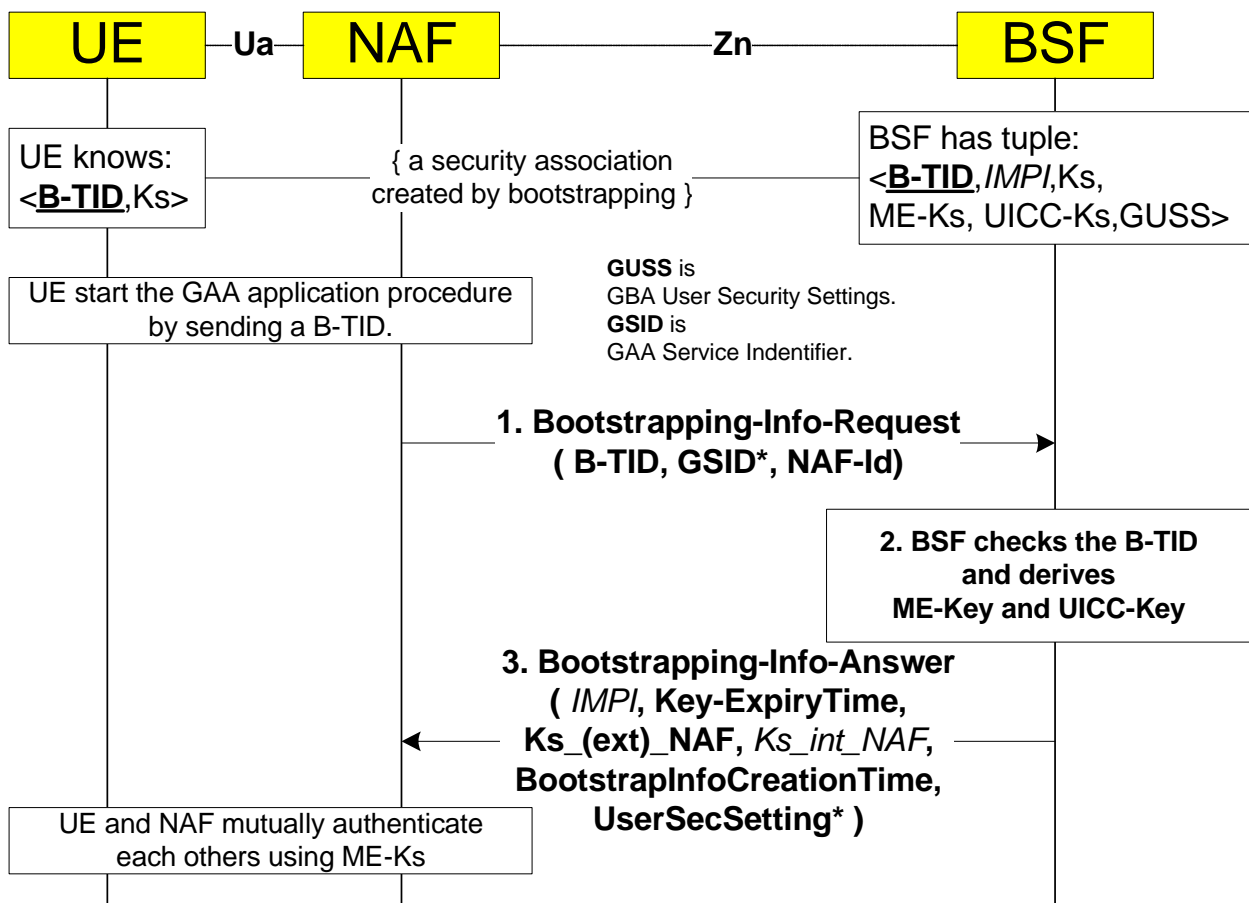 UE
Ua
NAF
Zn
BSF
UE knows:
<B-TID,Ks>
{ a security association
created by bootstrapping }
BSF has tuple:
<B-TID,IMPI,Ks,
ME-Ks, UICC-Ks,GUSS>
UE start the GAA application procedure
by sending a B-TID.
GUSS is
GBA User Security Settings.
GSID is
GAA Service Indentifier.
1. Bootstrapping-Info-Request
( B-TID, GSID*, NAF-Id)
2. BSF checks the B-TID
and derives
ME-Key and UICC-Key
3. Bootstrapping-Info-Answer
( IMPI, Key-ExpiryTime,
Ks_(ext)_NAF, Ks_int_NAF,
BootstrapInfoCreationTime,
UserSecSetting* )
UE and NAF mutually authenticate
each others using ME-Ks